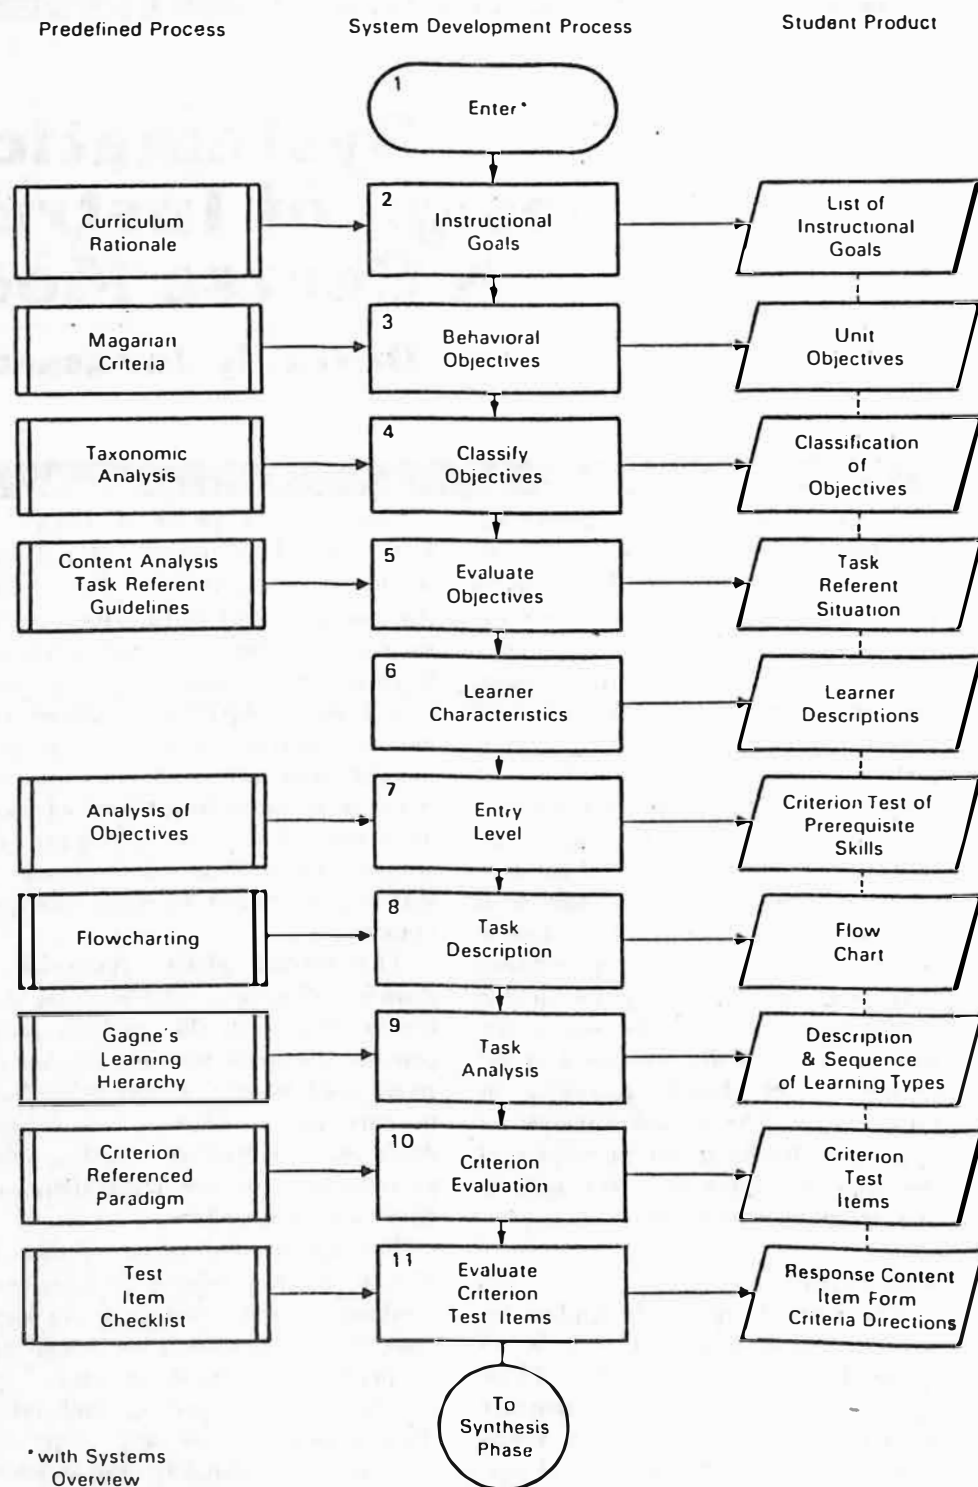 Predefined Process
System Development Process
Student Product
1
Enter*
Curriculum
Rationale
2
Instructional
Goals
List of
Instructional
Goals
Magarian
Criteria
3
Behavioral
Objectives
Unit
Objectives
Taxonomic
Analysis
4
Classify
Objectives
Classification
of
Objectives
Content Analysis
Task Referent
Guidelines
5
Evaluate
Objectives
Task
Referent
Situation
6
Learner
Characteristics
Learner
Descriptions
Analysis of
Objectives
7
Entry
Level
Criterion Test of
Prerequisite
Skills
Flowcharting
8
Task
Description
Flow
Chart
Gagne's
Learning
Hierarchy
9
Task
Analysis
Description
& Sequence
of Learning Types
Criterion
Referenced
Paradigm
10
Criterion
Evaluation
Criterion
Test
Items
Test
Item
Checklist
11
Evaluate
Criterion
Test Items
Response Content
Item Form
Criteria Directions
To
Synthesis
Phase
*with Systems
Overview